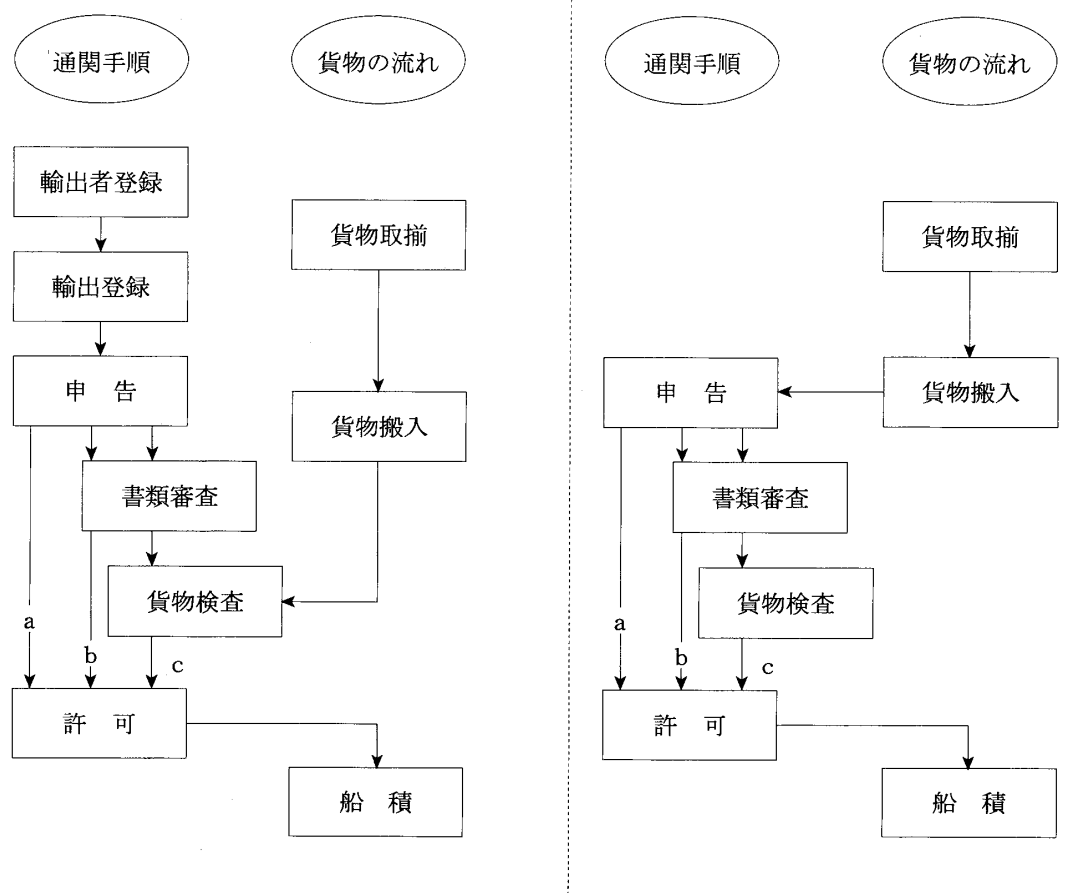 通関手順
貨物の流れ
輸出者登録
貨物取揃
輸出登録
申 告
貨物搬入
書類審査
貨物検査
a
b
c
許 可
船 積
通関手順
貨物の流れ
貨物取揃
申 告
貨物搬入
書類審査
貨物検査
a
b
c
許 可
船 積